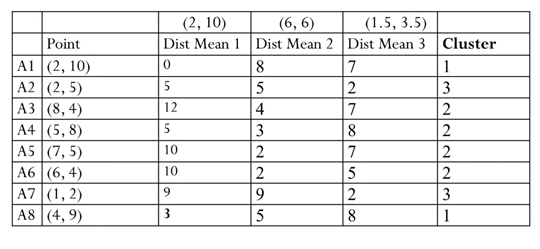 (2, 10) (6, 6) (1.5, 3.5)
Point Dist Mean 1 Dist Mean 2 Dist Mean 3 Cluster
A1 (2, 10) 0 8 7 1
A2 (2, 5) 5 5 2 3
A3 (8, 4) 12 4 7 2
A4 (5, 8) 5 3 8 2
A5 (7, 5) 10 2 7 2
A6 (6, 4) 10 2 5 2
A7 (1, 2) 9 9 2 3
A8 (4, 9) 3 5 8 1